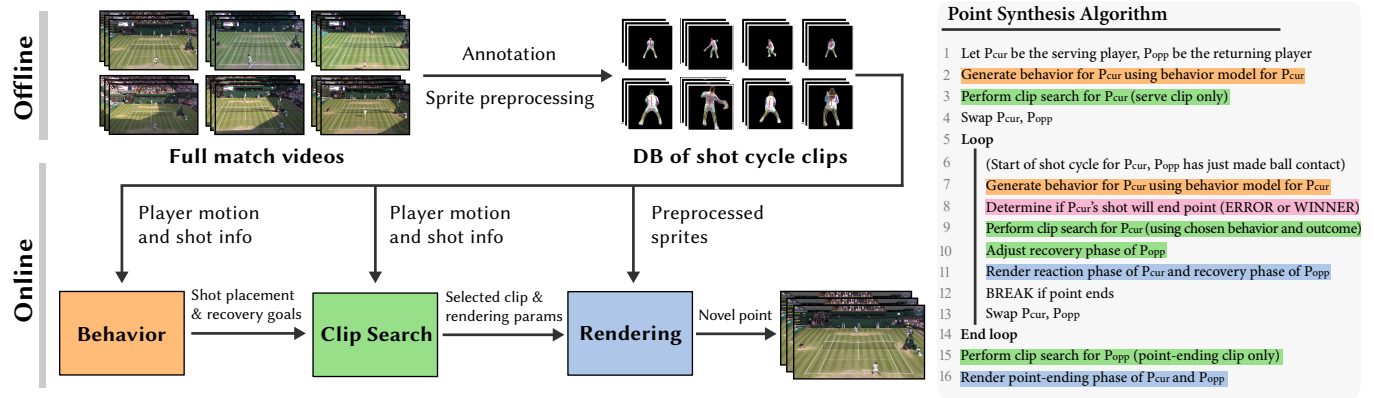 Offline
Full match videos
Annotation
Sprite preprocessing
DB of shot cycle clips
Online
Player motion
and shot info
Player motion
and shot info
Preprocessed
sprites
Behavior
Shot placement
& recovery goals
Clip Search
Selected clip &
rendering params
Rendering
Novel point
Point Synthesis Algorithm
1 Let Pcur be the serving player, Popp be the returning player
2 Generate behavior for Pcur using behavior model for Pcur
3 Perform clip search for Pcur (serve clip only)
4 Swap Pcur, Popp
5 Loop
6 (Start of shot cycle for Pcur, Popp has just made ball contact)
7 Generate behavior for Pcur using behavior model for Pcur
8 Determine if Pcur's shot will end point (ERROR or WINNER)
9 Perform clip search for Pcur (using chosen behavior and outcome)
10 Adjust recovery phase of Popp
11 Render reaction phase of Pcur and recovery phase of Popp
12 BREAK if point ends
13 Swap Pcur, Popp
14 End loop
15 Perform clip search for Popp (point-ending clip only)
16 Render point-ending phase of Pcur and Popp